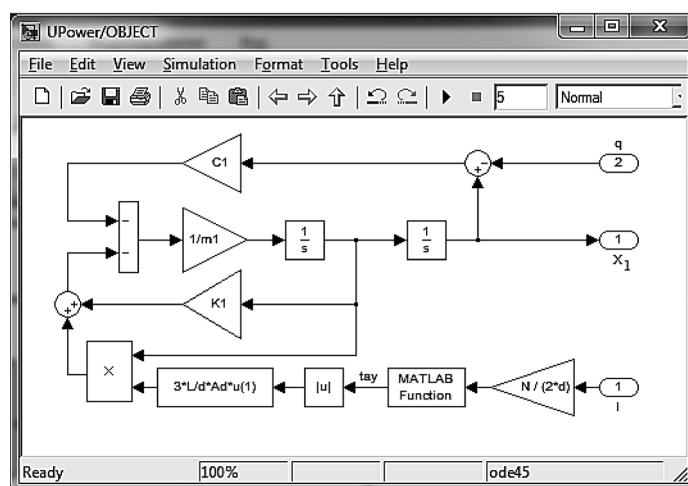 UPower/OBJECT
File Edit View Simulation Format Tools Help
5 Normal
q
C1
-
+
2
-
-
1/m1
1
s
1
s
1
X1
+
+
K1
×
3*L/d*Ad*u(1)
|u|
tay
MATLAB
Function
N / (2*d)
1
I
Ready 100% ode45